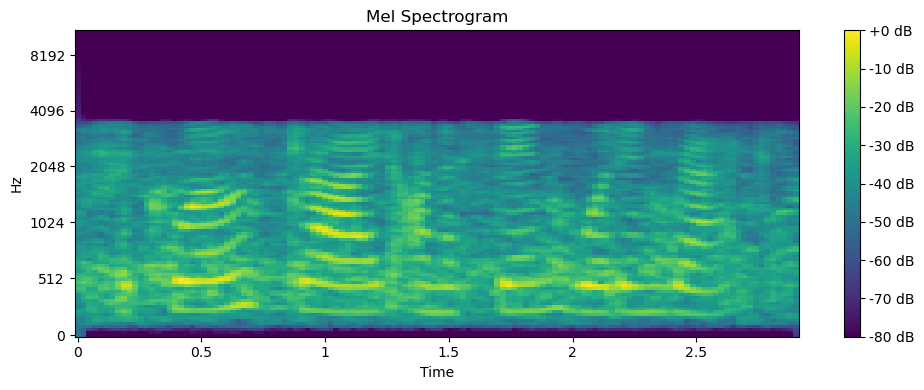 Mel Spectrogram
8192
4096
2048
1024
512
0
Hz
0
0.5
1
1.5
2
2.5
Time
+0 dB
-10 dB
-20 dB
-30 dB
-40 dB
-50 dB
-60 dB
-70 dB
-80 dB